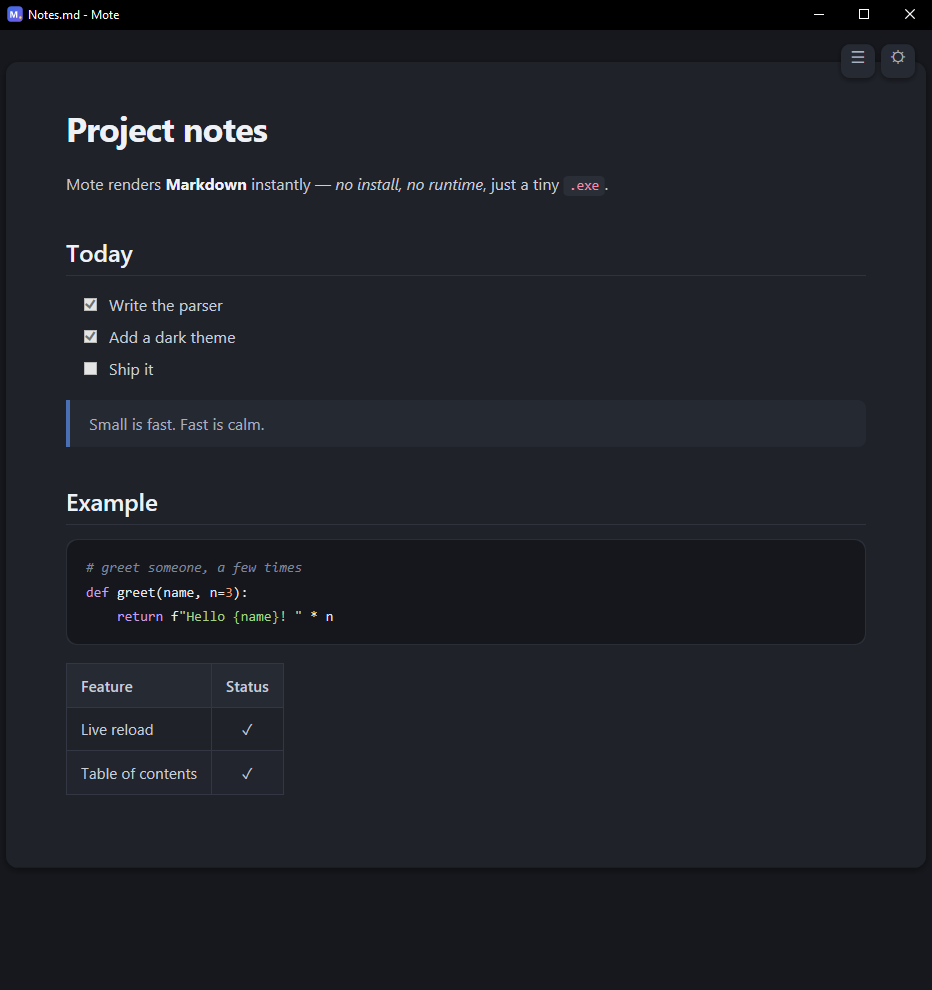 M. Notes.md - Mote
Project notes
Mote renders Markdown instantly — no install, no runtime, just a tiny .exe.
Today
Write the parser
Add a dark theme
Ship it
Small is fast. Fast is calm.
Example
# greet someone, a few times
def greet(name, n=3):
    return f"Hello {name}! " * n
Feature Status
Live reload ✓
Table of contents ✓